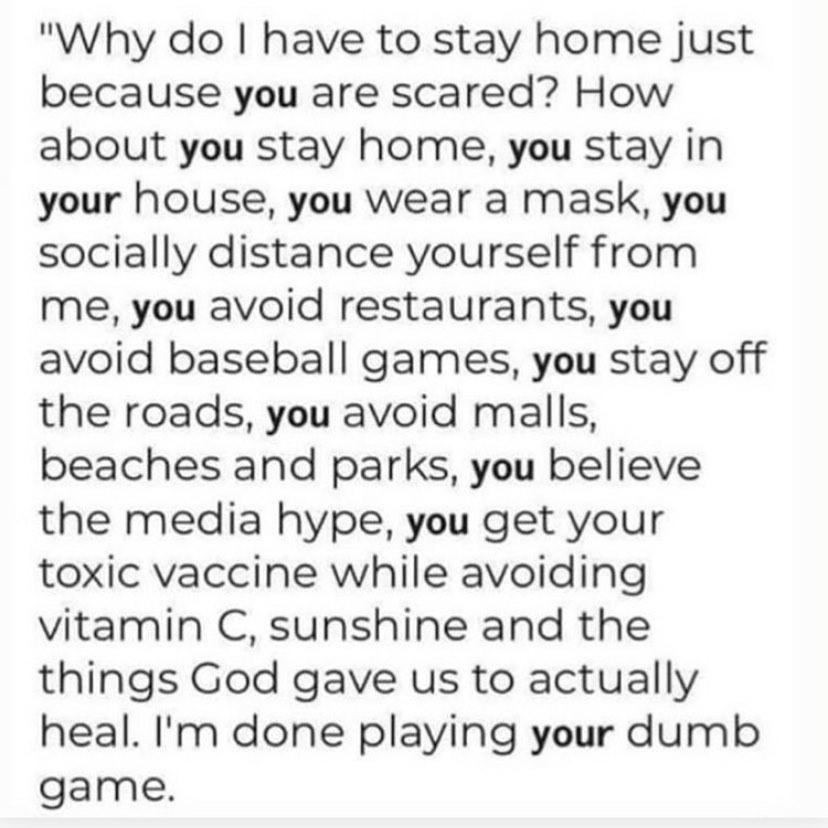 "Why do I have to stay home just
because you are scared? How
about you stay home, you stay in
your house, you wear a mask, you
socially distance yourself from
me, you avoid restaurants, you
avoid baseball games, you stay off
the roads, you avoid malls,
beaches and parks, you believe
the media hype, you get your
toxic vaccine while avoiding
vitamin C, sunshine and the
things God gave us to actually
heal. I'm done playing your dumb
game.